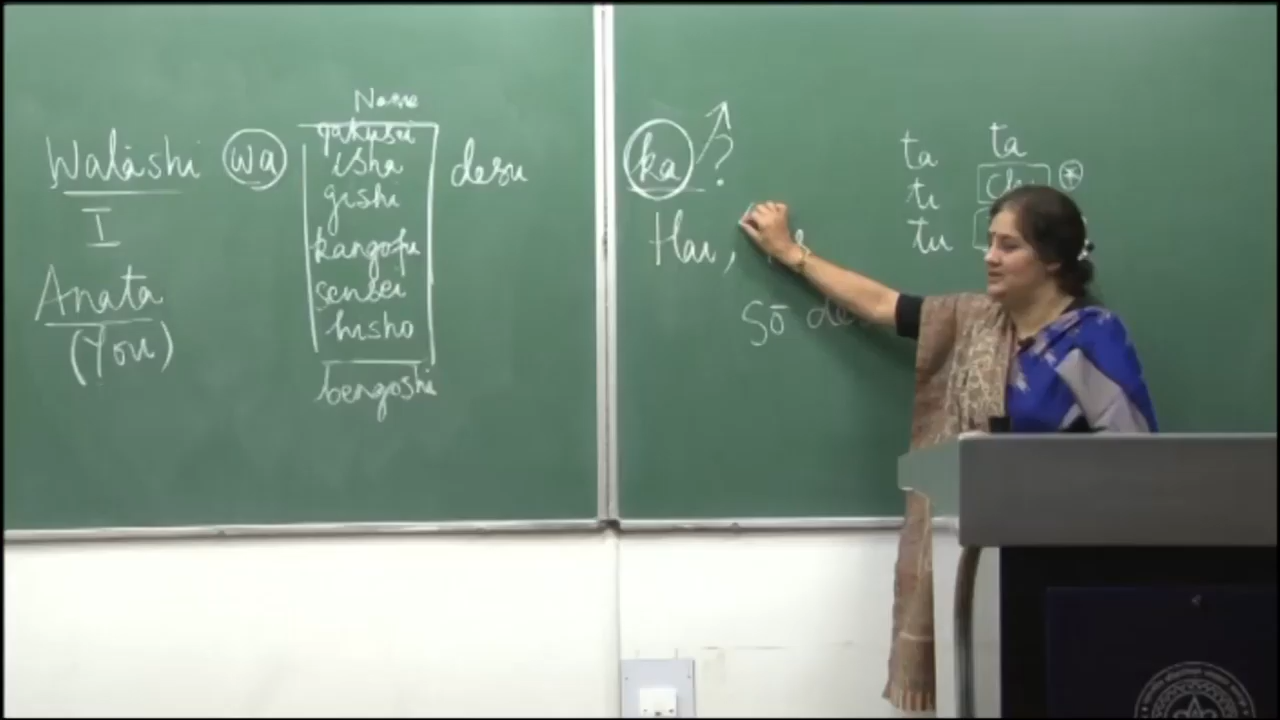 Name
Watashi wa gakusei desu
isha
gishi
I
kangofu
Anata
sensei
(You)
hisho
bengoshi
ka ?
Hai,
Sō
ta ta
ti chi *
tu